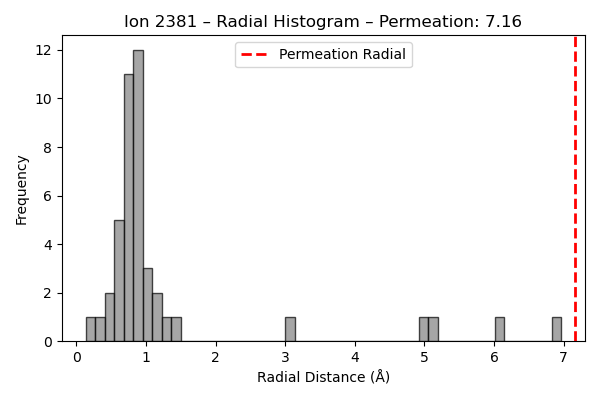 Ion 2381 – Radial Histogram – Permeation: 7.16
Permeation Radial
Frequency
12
10
8
6
4
2
0
0 1 2 3 4 5 6 7
Radial Distance (Å)